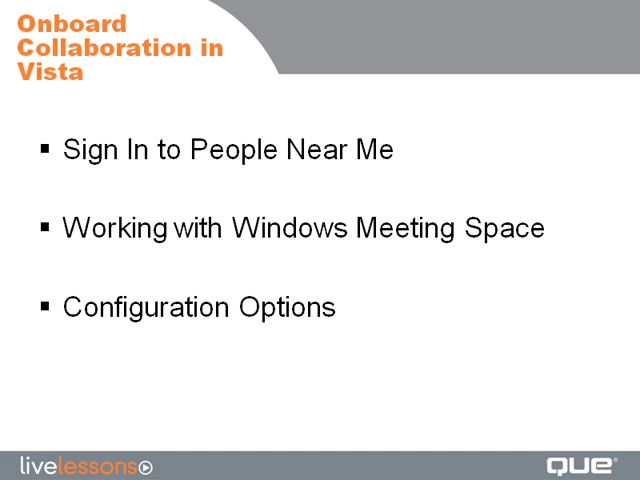 Onboard
Collaboration in
Vista
▪ Sign In to People Near Me
▪ Working with Windows Meeting Space
▪ Configuration Options
livelessons
QUE®